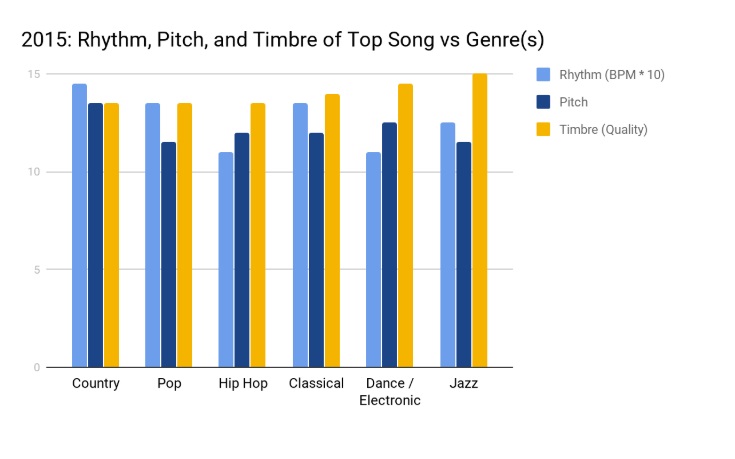 2015: Rhythm, Pitch, and Timbre of Top Song vs Genre(s)
Rhythm (BPM * 10)
Pitch
Timbre (Quality)
15
10
5
0
Country Pop Hip Hop Classical Dance / Jazz
Electronic